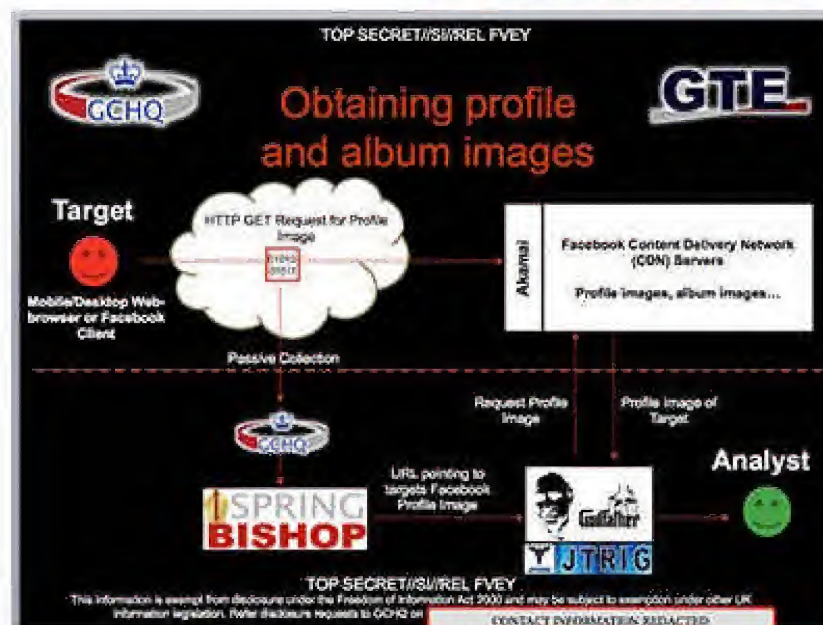 TOP SECRET//SI//REL FVEY
GCHQ
GTE
Obtaining profile
and album images
Target
Mobile/Desktop Web-
browser or Facebook
Client
HTTP GET Request for Profile
Image
Akamai
Facebook Content Delivery Network
(CDN) Servers
Profile images, album images...
Passive Collection
GCHQ
SPRING
BISHOP
URL pointing to
targets Facebook
Profile Image
Request Profile
Image
Profile Image of
Target
Godfather
JTRIG
Analyst
TOP SECRET//SI//REL FVEY
This information is exempt from disclosure under the Freedom of Information Act 2000 and may be subject to exemption under other UK
information legislation. Refer disclosure requests to GCHQ on
CONTACT INFORMATION REDACTED